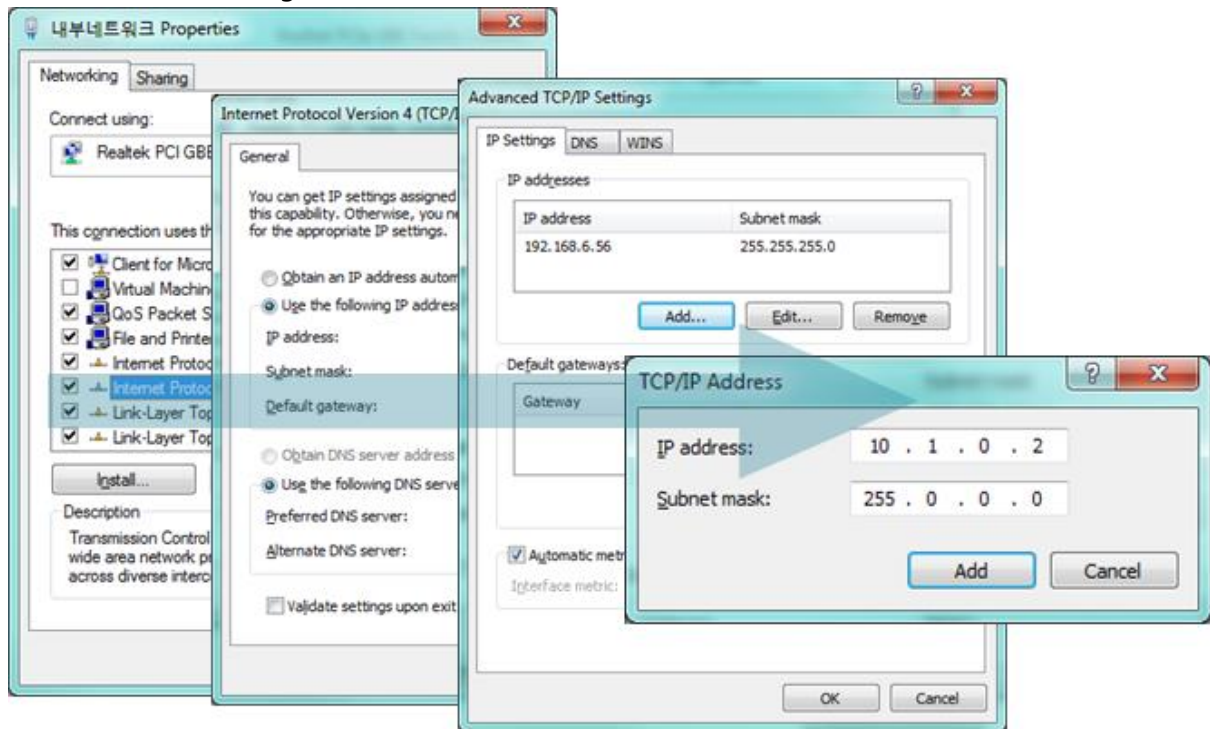 내부네트워크 Properties
Networking Sharing
Connect using:
Realtek PCI GBE
This connection uses th
Client for Micro
Virtual Machin
QoS Packet S
File and Printe
Internet Protoc
Internet Protoc
Link-Layer Top
Link-Layer Top
Install...
Description
Transmission Control
wide area network pr
across diverse interco
Internet Protocol Version 4 (TCP/I
General
You can get IP settings assigned
this capability. Otherwise, you ne
for the appropriate IP settings.
Obtain an IP address autom
Use the following IP address
IP address:
Subnet mask:
Default gateway:
Obtain DNS server address
Use the following DNS serve
Preferred DNS server:
Alternate DNS server:
Validate settings upon exit
Advanced TCP/IP Settings
IP Settings DNS WINS
IP addresses
IP address Subnet mask
192.168.6.56 255.255.255.0
Add... Edit... Remove
Default gateways:
Gateway
Automatic metr
Interface metric:
OK Cancel
TCP/IP Address
IP address: 10 . 1 . 0 . 2
Subnet mask: 255 . 0 . 0 . 0
Add Cancel